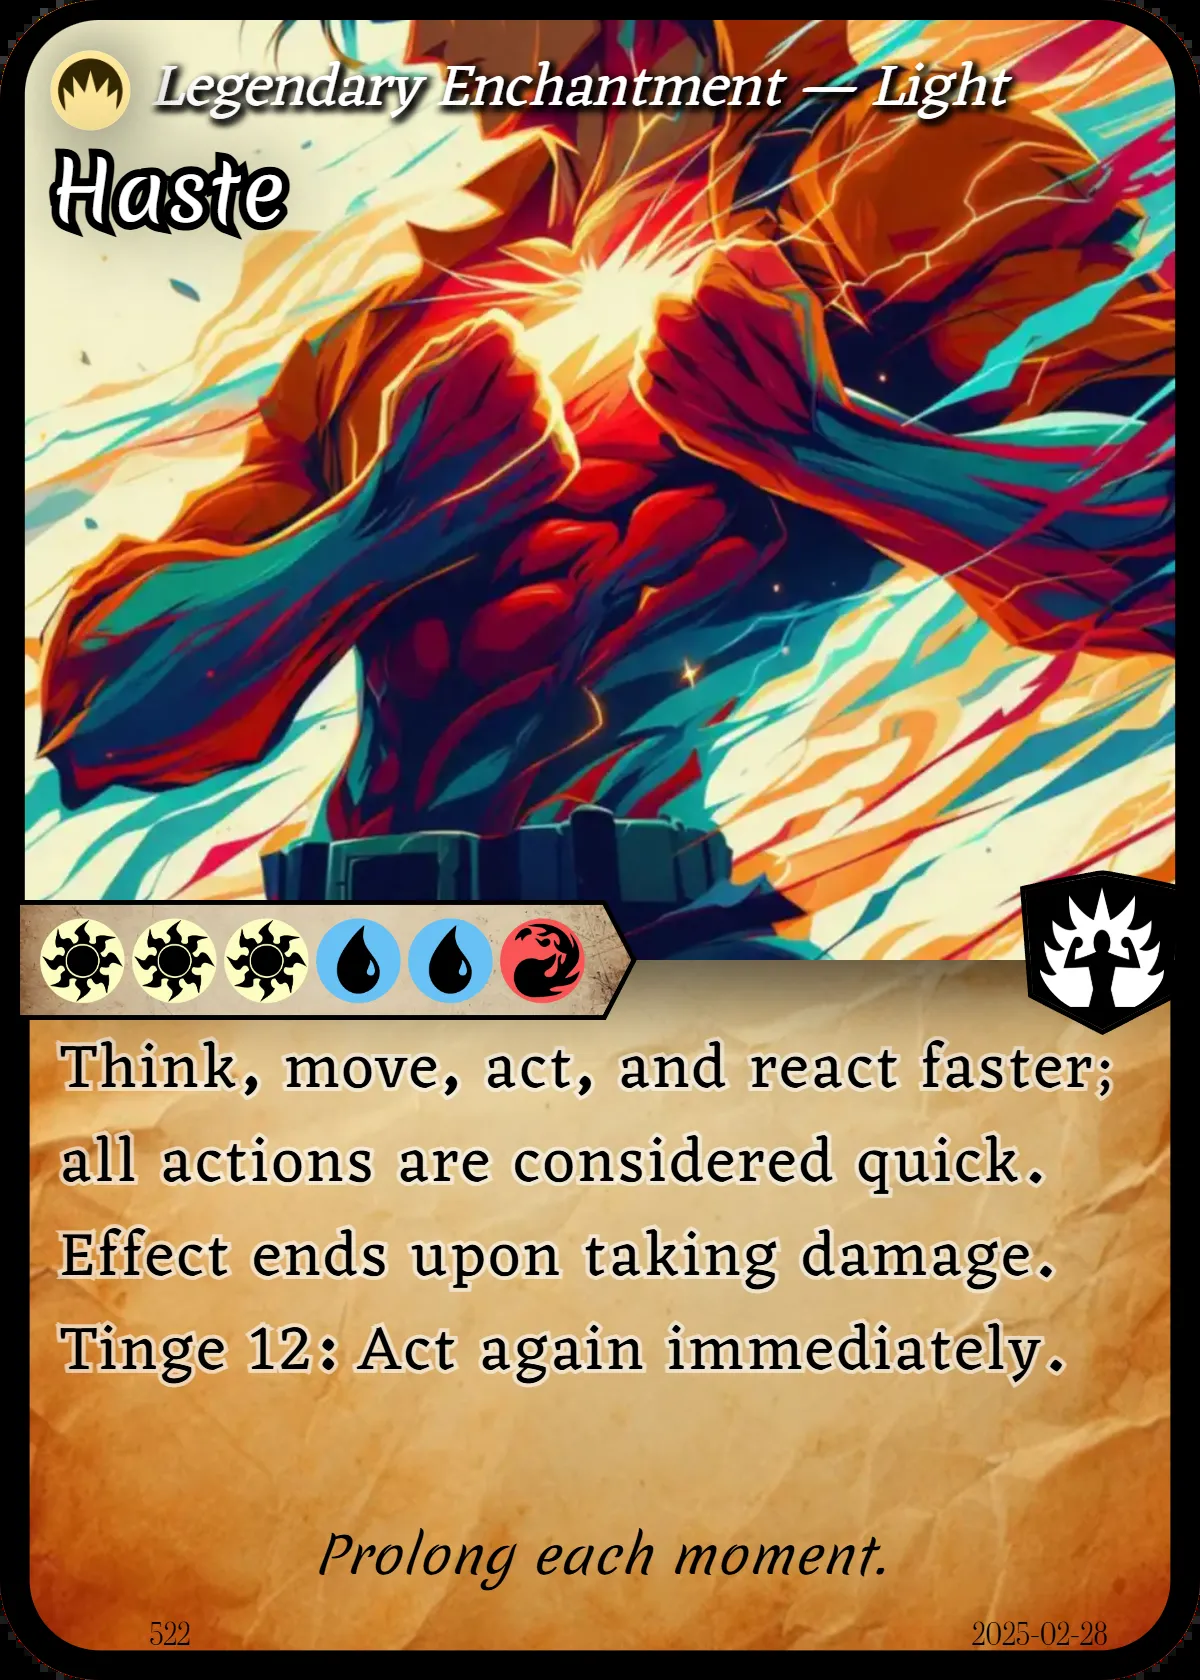 Legendary Enchantment — Light
Haste
Think, move, act, and react faster;
all actions are considered quick.
Effect ends upon taking damage.
Tinge 12: Act again immediately.
Prolong each moment.
522
2025-02-28